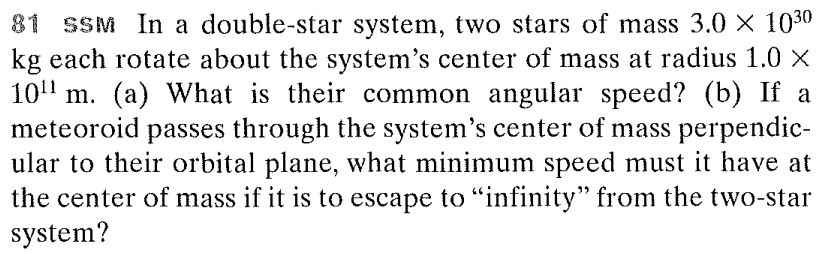 81 SSM In a double-star system, two stars of mass 3.0 × 10³⁰
kg each rotate about the system's center of mass at radius 1.0 ×
10¹¹ m. (a) What is their common angular speed? (b) If a
meteoroid passes through the system's center of mass perpendic-
ular to their orbital plane, what minimum speed must it have at
the center of mass if it is to escape to "infinity" from the two-star
system?